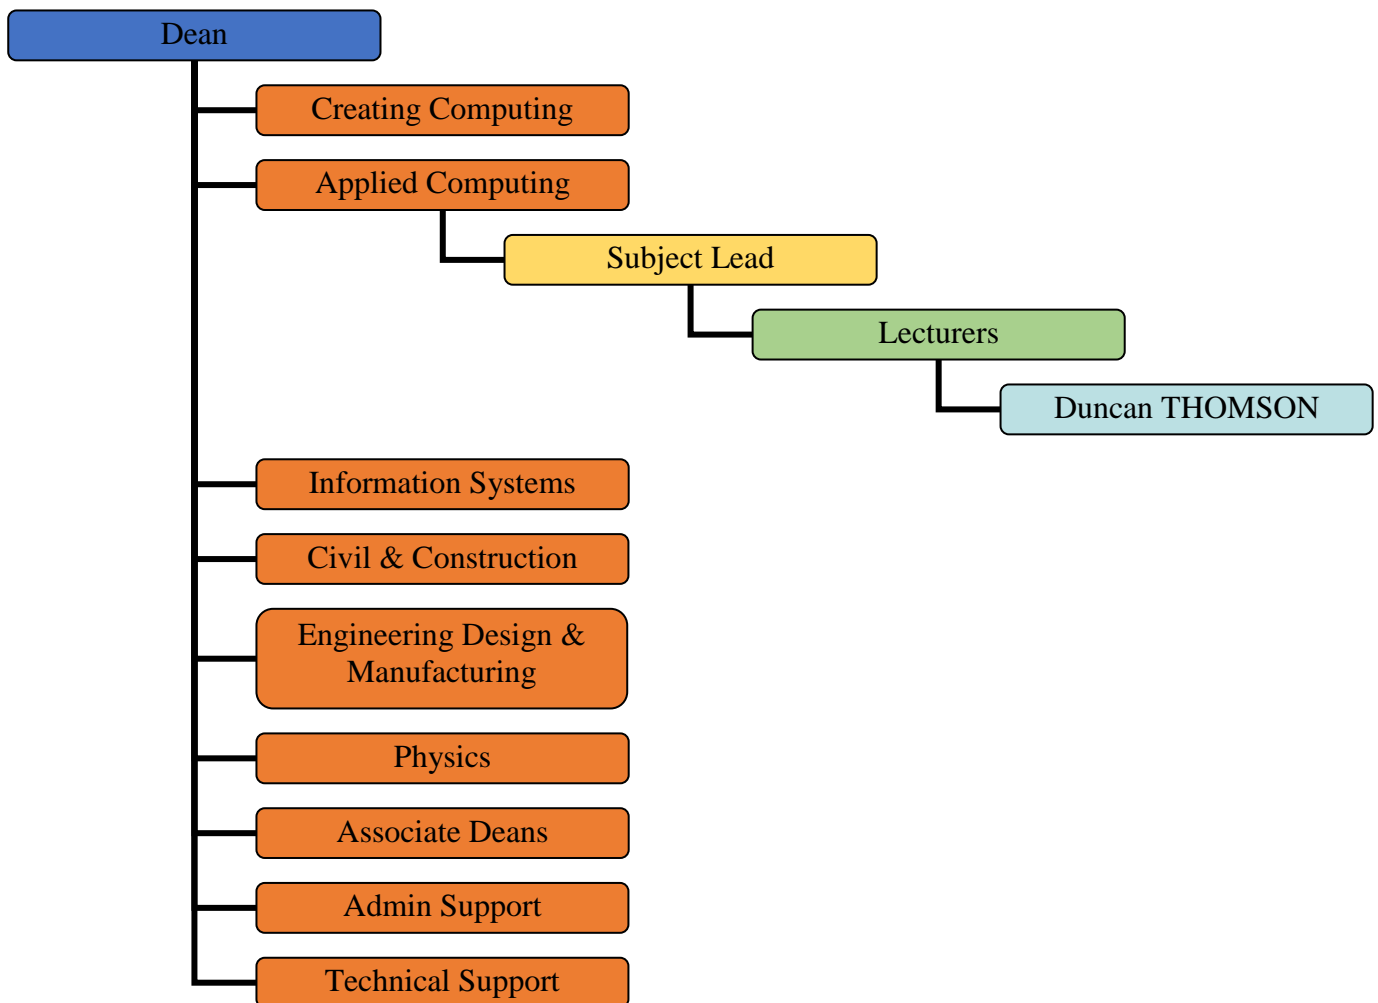 Dean
Creating Computing
Applied Computing
Subject Lead
Lecturers
Duncan THOMSON
Information Systems
Civil & Construction
Engineering Design &
Manufacturing
Physics
Associate Deans
Admin Support
Technical Support